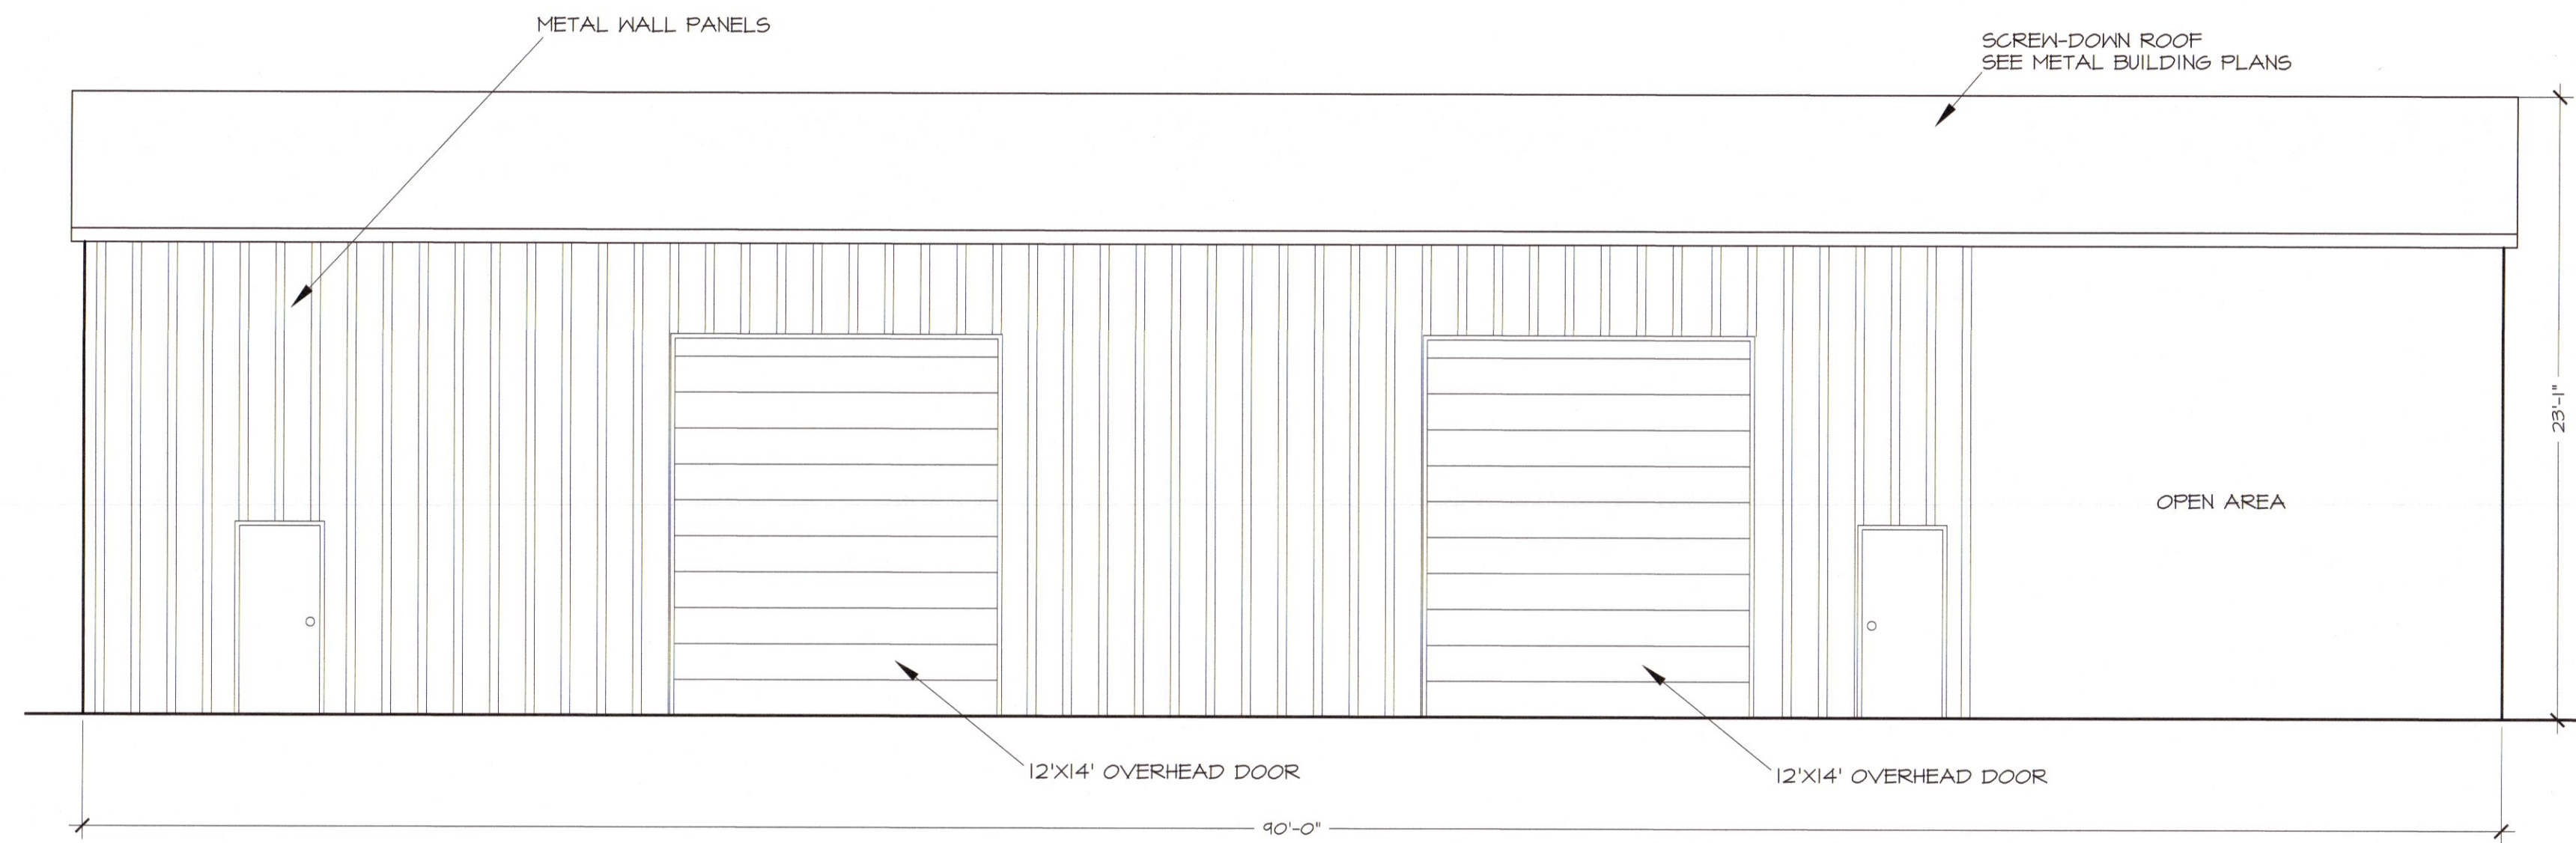 METAL WALL PANELS
SCREW-DOWN ROOF
SEE METAL BUILDING PLANS
23'-1"
OPEN AREA
12'X14' OVERHEAD DOOR
12'X14' OVERHEAD DOOR
90'-0"